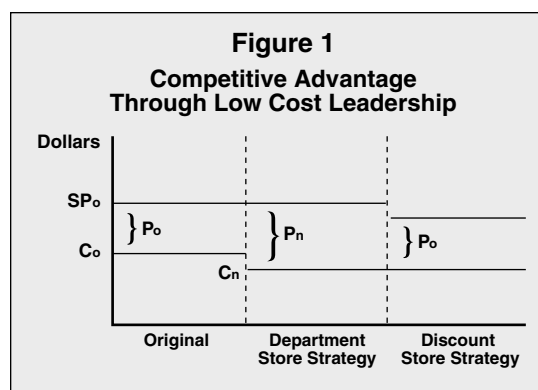 Figure 1
Competitive Advantage
Through Low Cost Leadership
Dollars
SPo
} Po
} Pn
} Po
Co
Cn
Original
Department
Store Strategy
Discount
Store Strategy